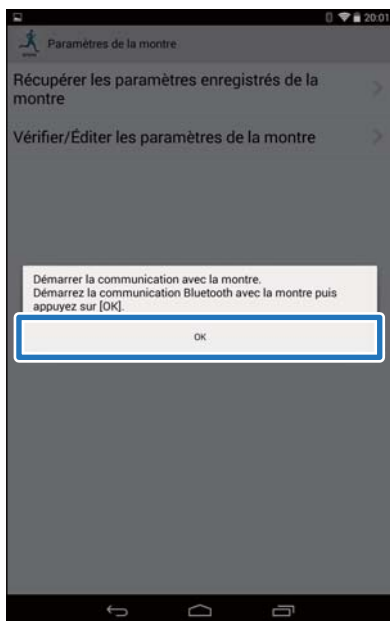 20:01
Paramètres de la montre
Récupérer les paramètres enregistrés de la
montre
Vérifier/Éditer les paramètres de la montre
Démarrer la communication avec la montre.
Démarrez la communication Bluetooth avec la montre puis
appuyez sur [OK].
OK